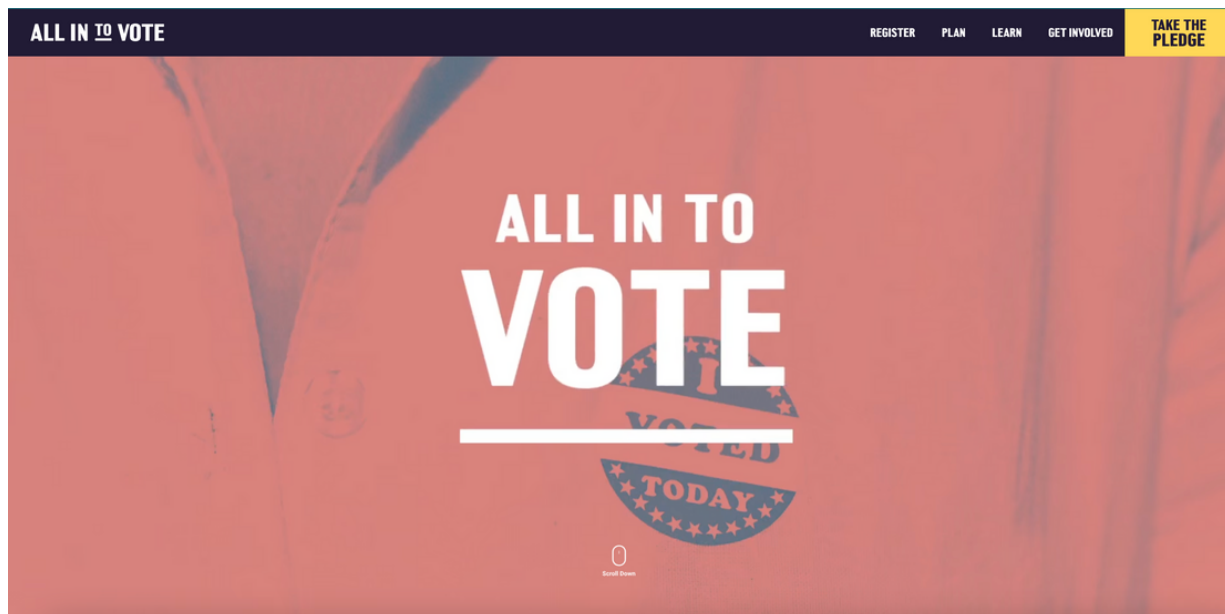 ALL IN TO VOTE
REGISTER PLAN LEARN GET INVOLVED
TAKE THE
PLEDGE
ALL IN TO
VOTE
I
VOTED
TODAY
Scroll Down